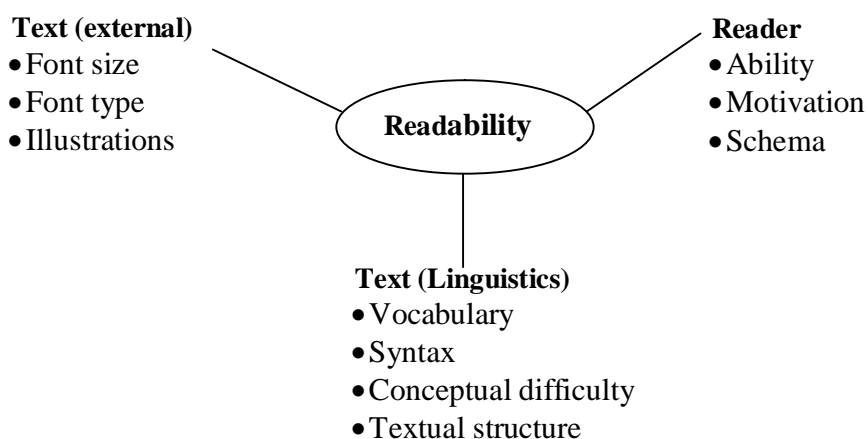 Text (external)
• Font size
• Font type
• Illustrations
Readability
Reader
• Ability
• Motivation
• Schema
Text (Linguistics)
• Vocabulary
• Syntax
• Conceptual difficulty
• Textual structure